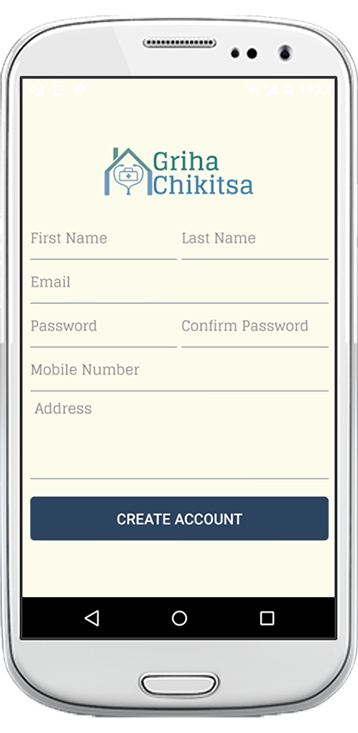 Griha
Chikitsa
First Name Last Name
Email
Password Confirm Password
Mobile Number
Address
CREATE ACCOUNT